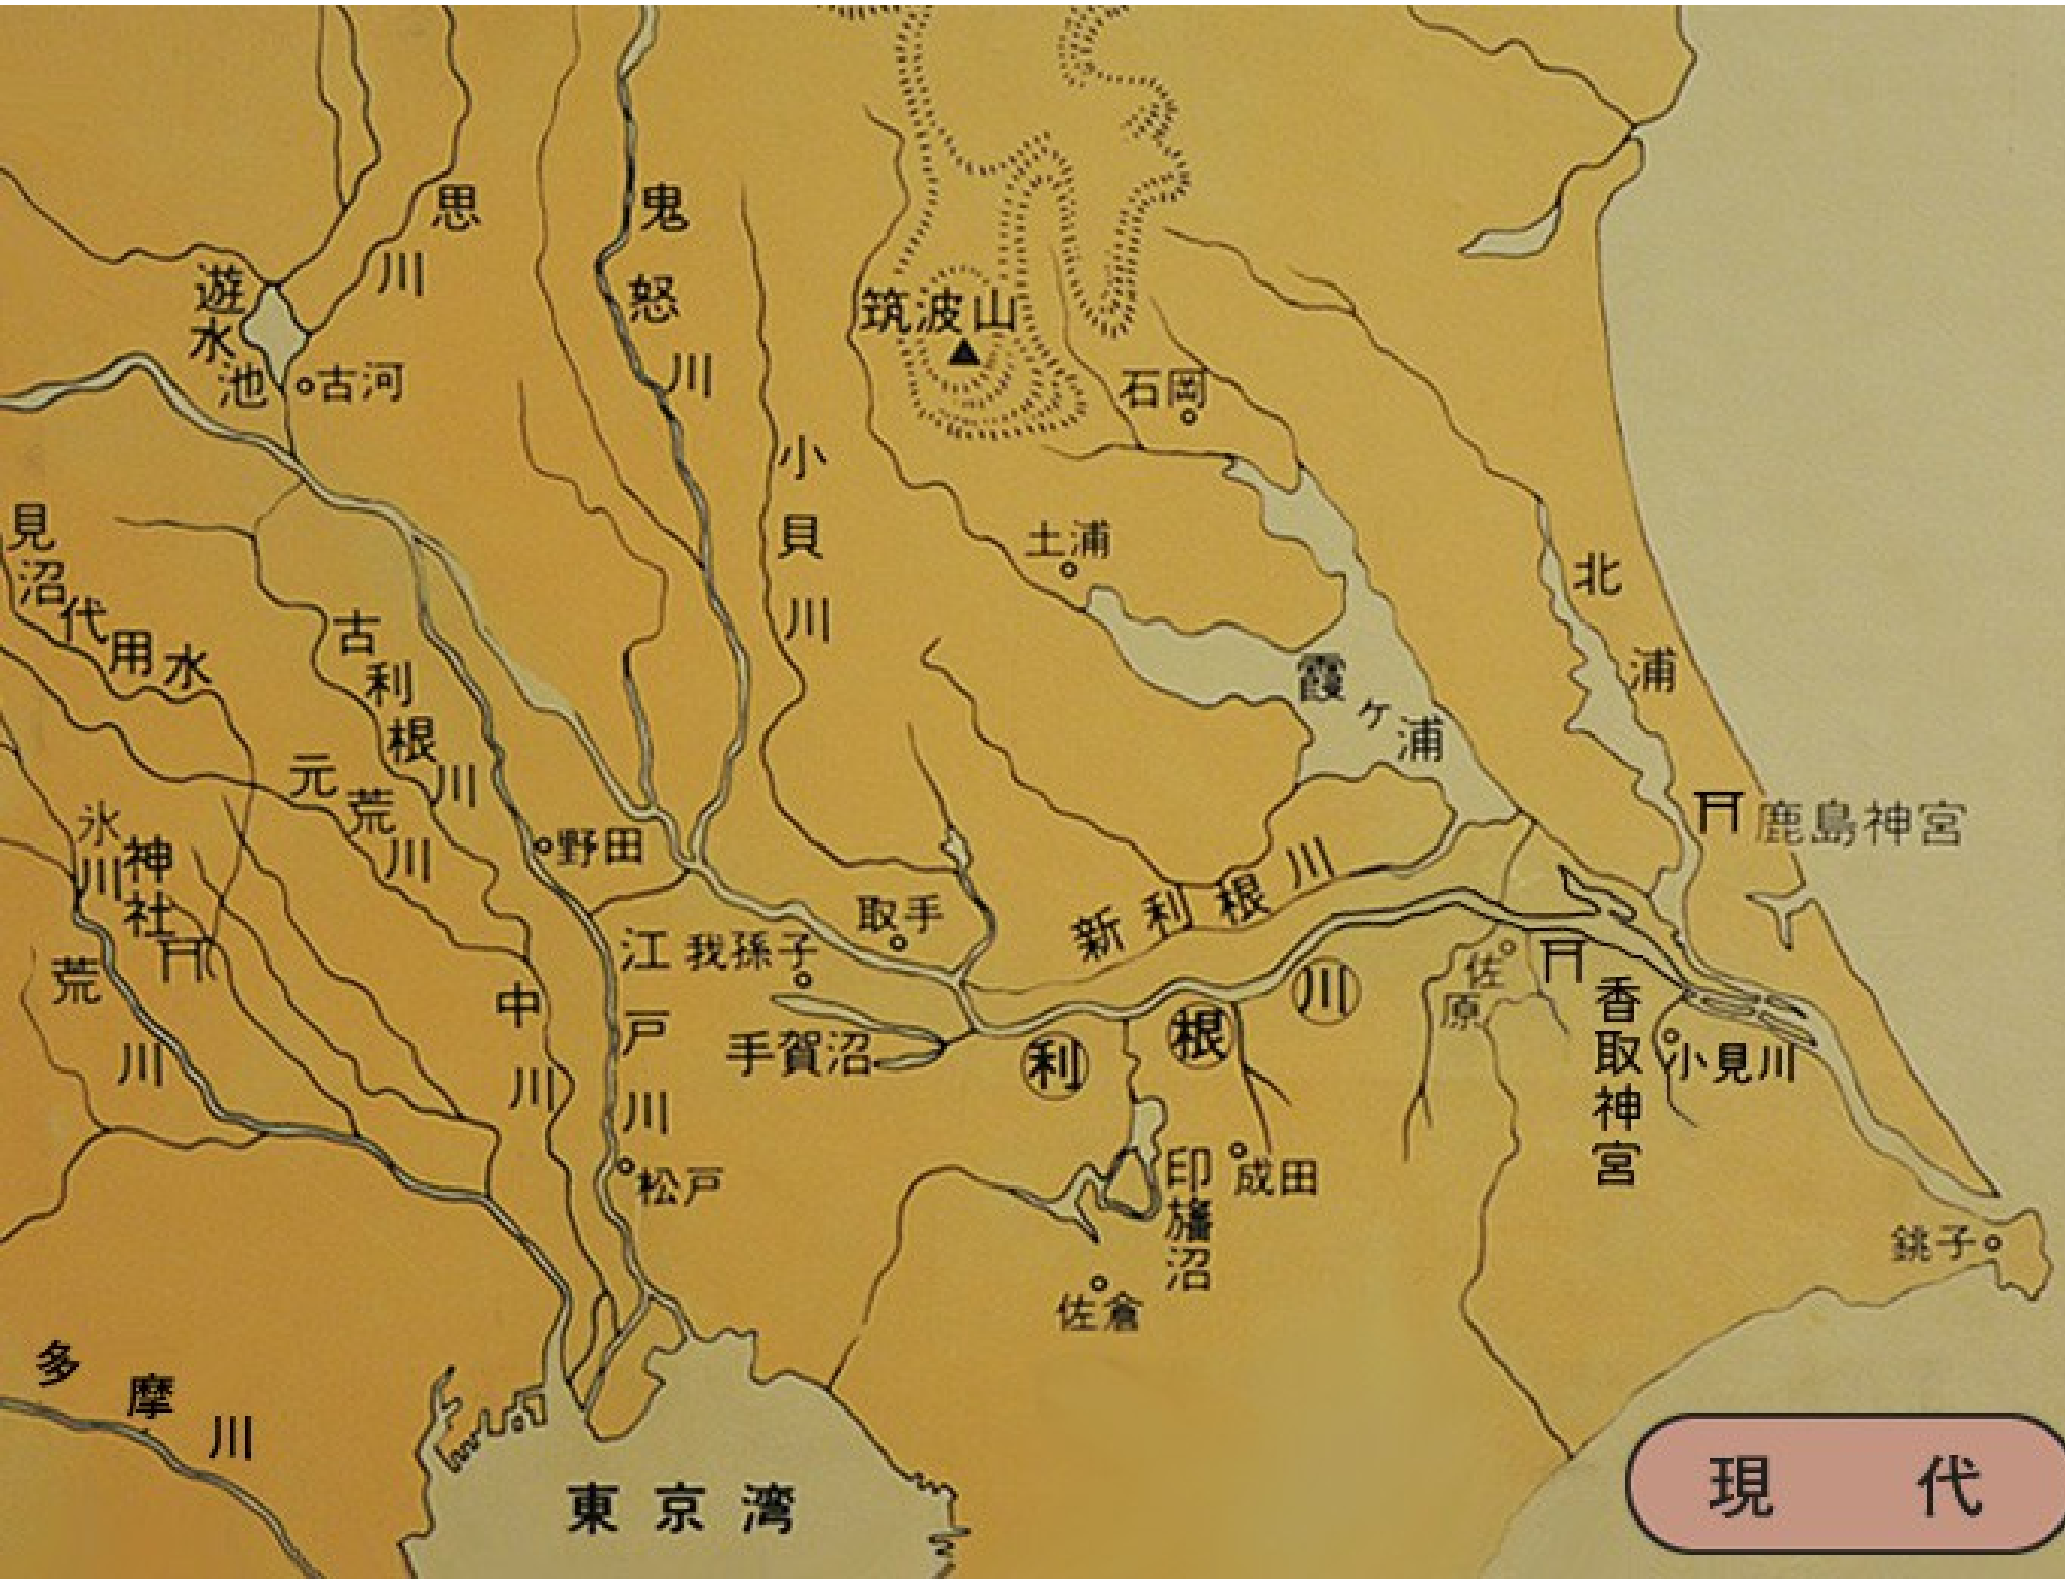 思川
鬼怒川
遊水池
古河
筑波山
石岡
小貝川
土浦
見沼代用水
古利根川
北浦
霞ヶ浦
元荒川
氷川神社
野田
鹿島神宮
新利根川
取手
江戸川
我孫子
荒川
中川
手賀沼
利根川
佐原
香取神宮
小見川
松戸
印旛沼
成田
佐倉
銚子
多摩川
東京湾
現代